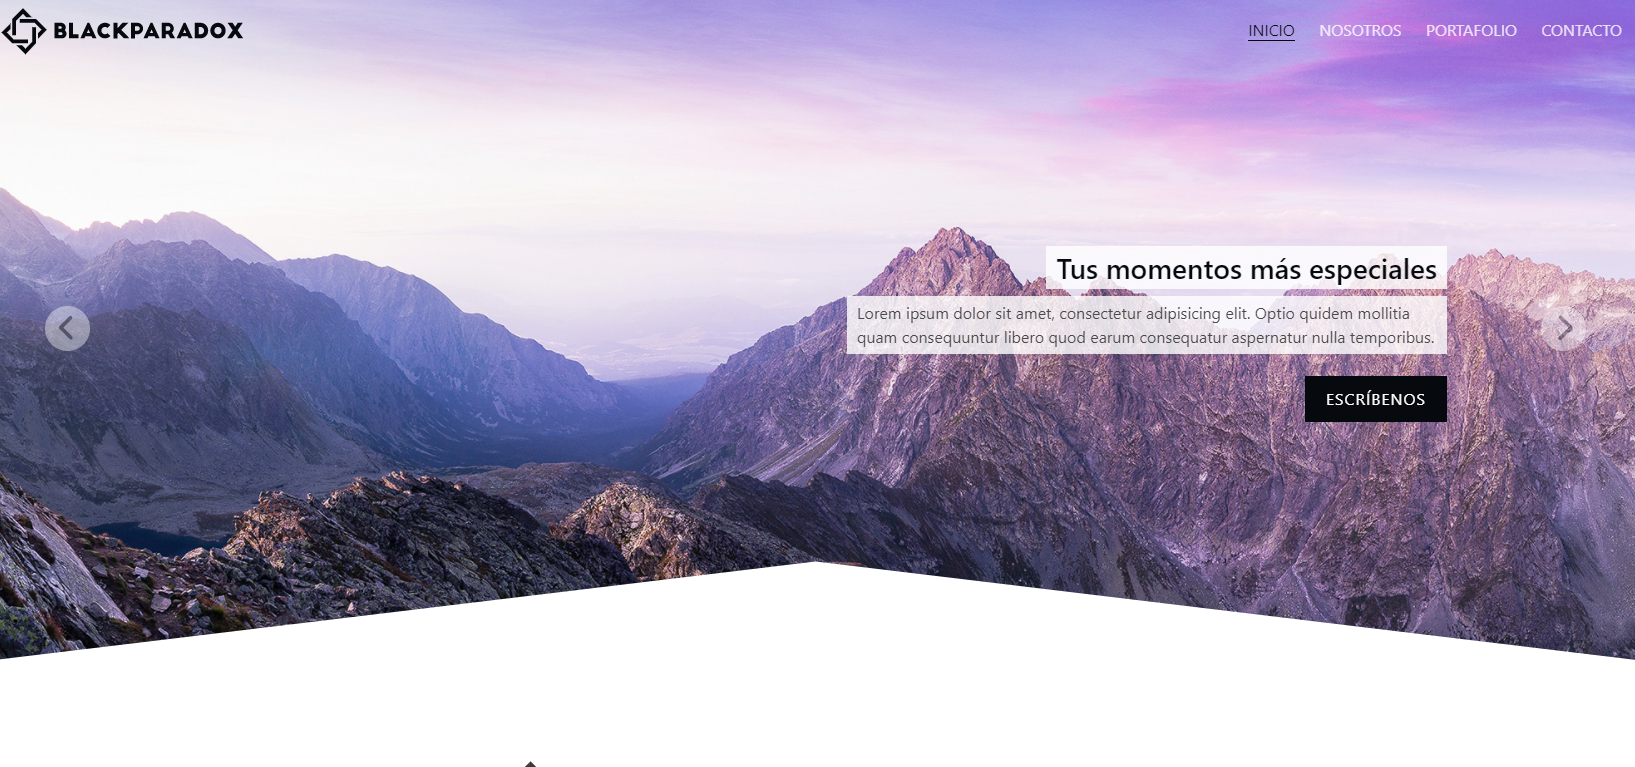 BLACKPARADOX
INICIO NOSOTROS PORTAFOLIO CONTACTO
Tus momentos más especiales
Lorem ipsum dolor sit amet, consectetur adipisicing elit. Optio quidem mollitia
quam consequuntur libero quod earum consequatur aspernatur nulla temporibus.
ESCRÍBENOS